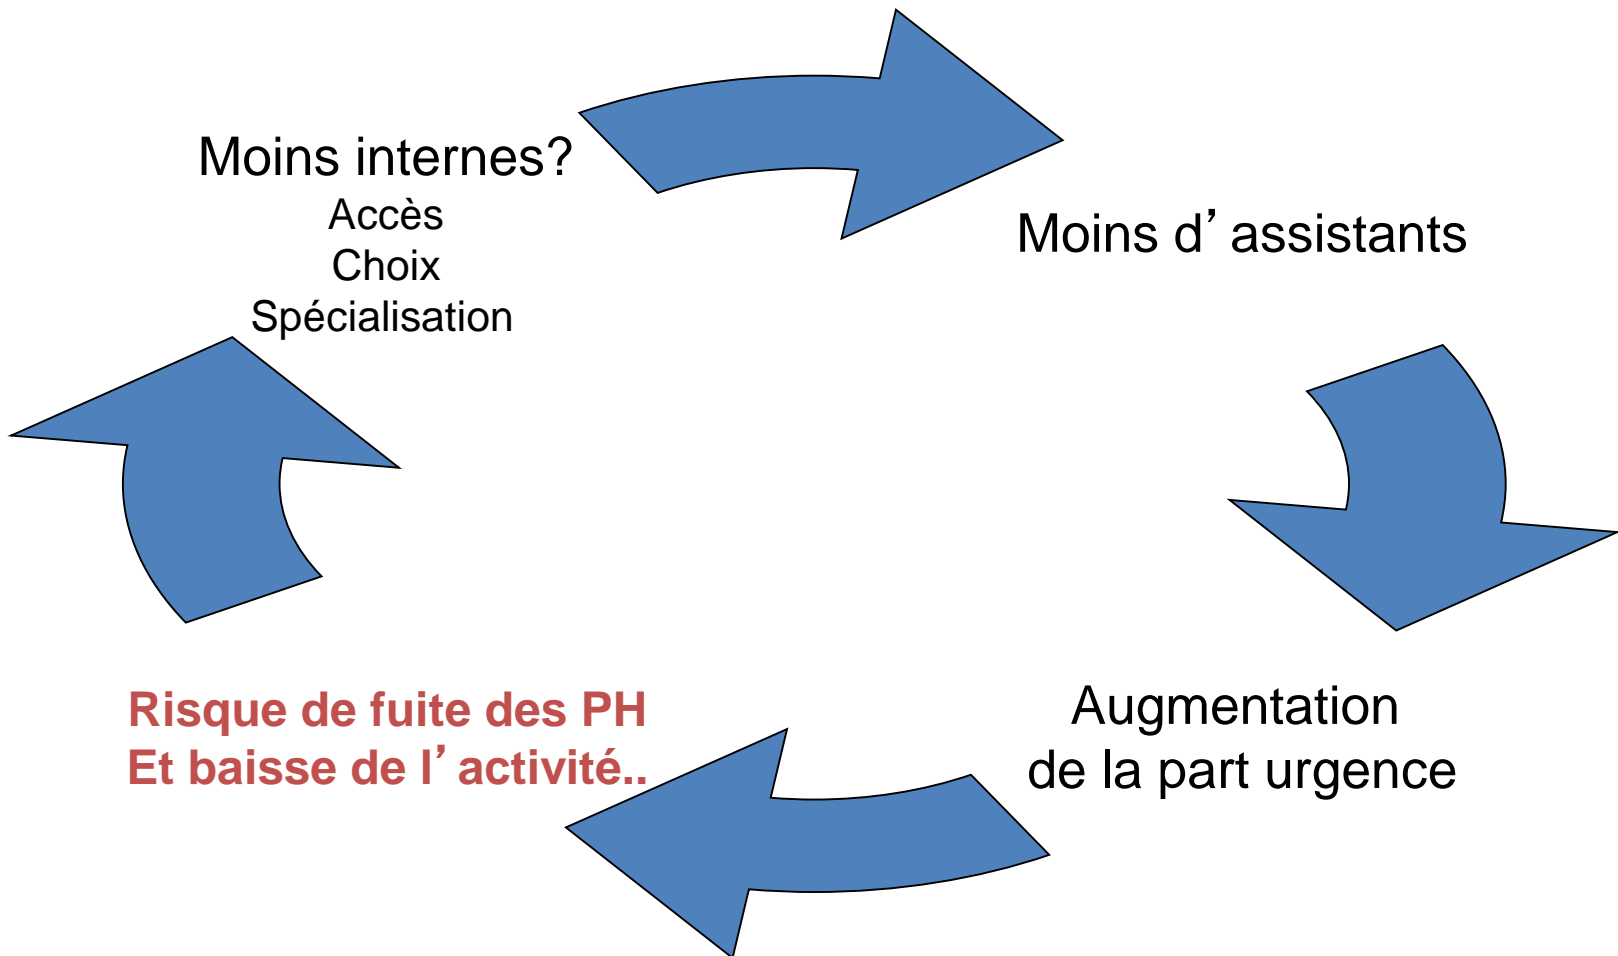 Moins internes?
Accès
Choix
Spécialisation
Moins d’ assistants
Augmentation
de la part urgence
Risque de fuite des PH
Et baisse de l’ activité..